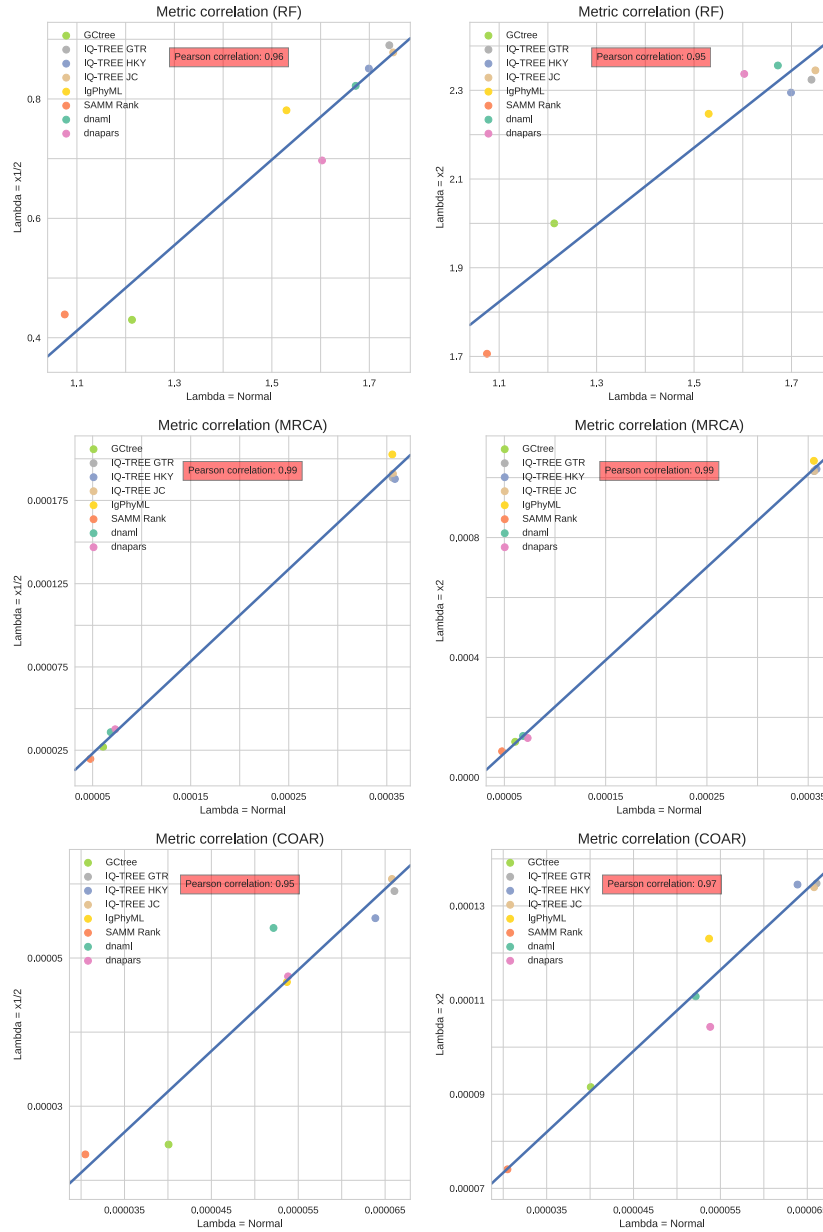 Metric correlation (RF)
GCtree
IQ-TREE GTR
IQ-TREE HKY
IQ-TREE JC
IgPhyML
SAMM Rank
dnaml
dnapars
Pearson correlation: 0.96
0.8
0.6
0.4
Lambda = x1/2
1.1
1.3
1.5
1.7
Lambda = Normal
Metric correlation (RF)
GCtree
IQ-TREE GTR
IQ-TREE HKY
IQ-TREE JC
IgPhyML
SAMM Rank
dnaml
dnapars
Pearson correlation: 0.95
2.3
2.1
1.9
1.7
Lambda = x2
1.1
1.3
1.5
1.7
Lambda = Normal
Metric correlation (MRCA)
GCtree
IQ-TREE GTR
IQ-TREE HKY
IQ-TREE JC
IgPhyML
SAMM Rank
dnaml
dnapars
Pearson correlation: 0.99
0.000175
0.000125
0.000075
0.000025
Lambda = x1/2
0.00005
0.00015
0.00025
0.00035
Lambda = Normal
Metric correlation (MRCA)
GCtree
IQ-TREE GTR
IQ-TREE HKY
IQ-TREE JC
IgPhyML
SAMM Rank
dnaml
dnapars
Pearson correlation: 0.99
0.0008
0.0004
0.0000
Lambda = x2
0.00005
0.00015
0.00025
0.00035
Lambda = Normal
Metric correlation (COAR)
GCtree
IQ-TREE GTR
IQ-TREE HKY
IQ-TREE JC
IgPhyML
SAMM Rank
dnaml
dnapars
Pearson correlation: 0.95
0.00005
0.00003
Lambda = x1/2
0.000035
0.000045
0.000055
0.000065
Lambda = Normal
Metric correlation (COAR)
GCtree
IQ-TREE GTR
IQ-TREE HKY
IQ-TREE JC
IgPhyML
SAMM Rank
dnaml
dnapars
Pearson correlation: 0.97
0.00013
0.00011
0.00009
0.00007
Lambda = x2
0.000035
0.000045
0.000055
Lambda = Normal